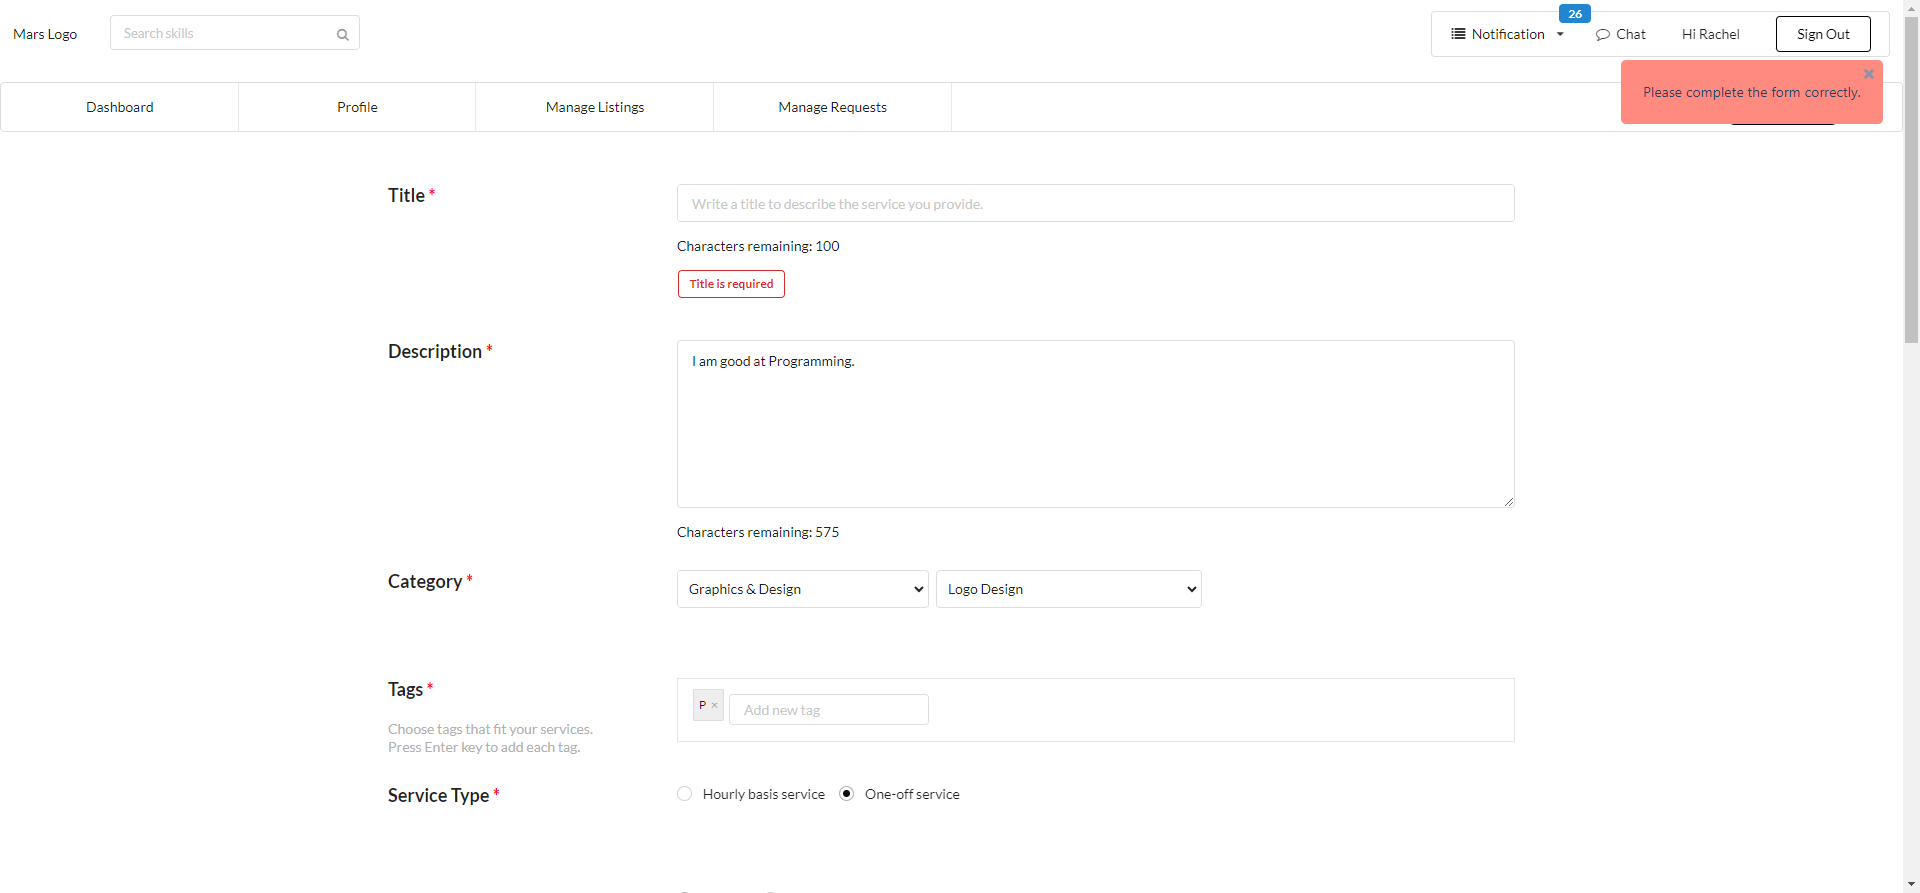 Mars Logo
Search skills
26
Notification
Chat
Hi Rachel
Sign Out
Please complete the form correctly.
Dashboard
Profile
Manage Listings
Manage Requests
Title *
Write a title to describe the service you provide.
Characters remaining: 100
Title is required
Description *
I am good at Programming.
Characters remaining: 575
Category *
Graphics & Design
Logo Design
Tags *
P ×
Add new tag
Choose tags that fit your services.
Press Enter key to add each tag.
Service Type *
Hourly basis service
One-off service